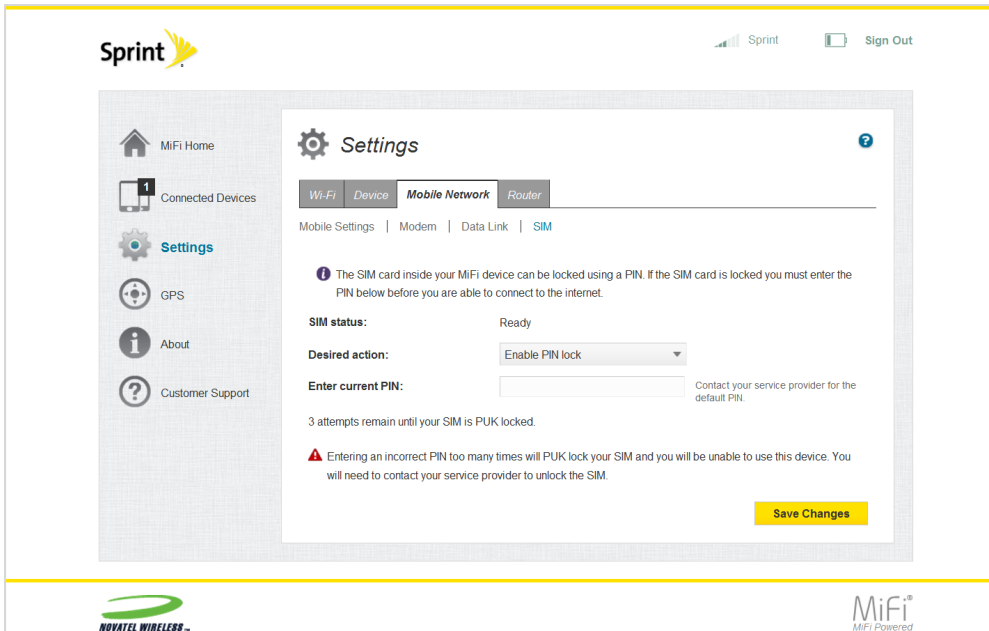 Sprint
Sprint
Sign Out
MiFi Home
1
Connected Devices
Settings
GPS
About
Customer Support
Settings
Wi-Fi Device Mobile Network Router
Mobile Settings | Modem | Data Link | SIM
The SIM card inside your MiFi device can be locked using a PIN. If the SIM card is locked you must enter the
PIN below before you are able to connect to the internet.
SIM status: Ready
Desired action: Enable PIN lock
Enter current PIN:
Contact your service provider for the
default PIN.
3 attempts remain until your SIM is PUK locked.
Entering an incorrect PIN too many times will PUK lock your SIM and you will be unable to use this device. You
will need to contact your service provider to unlock the SIM.
Save Changes
NOVATEL WIRELESS
MiFi®
MiFi Powered